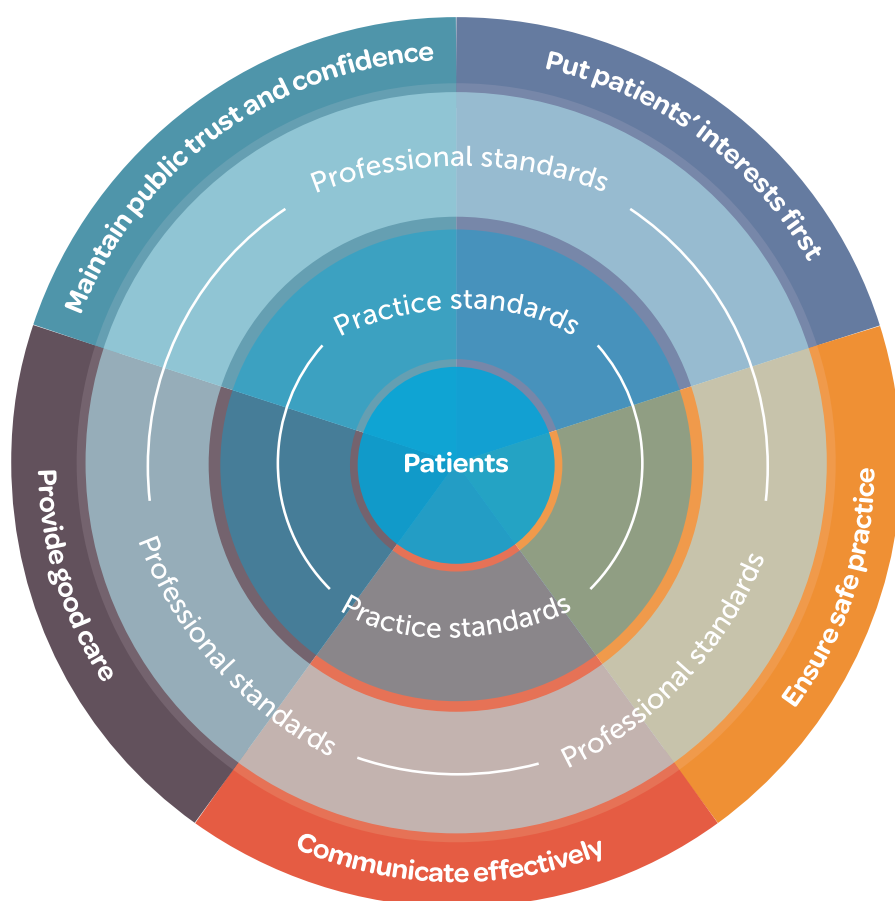 Maintain public trust and confidence
Put patients’ interests first
Professional standards
Practice standards
Patients
Provide good care
Ensure safe practice
Practice standards
Professional standards
Professional standards
Communicate effectively